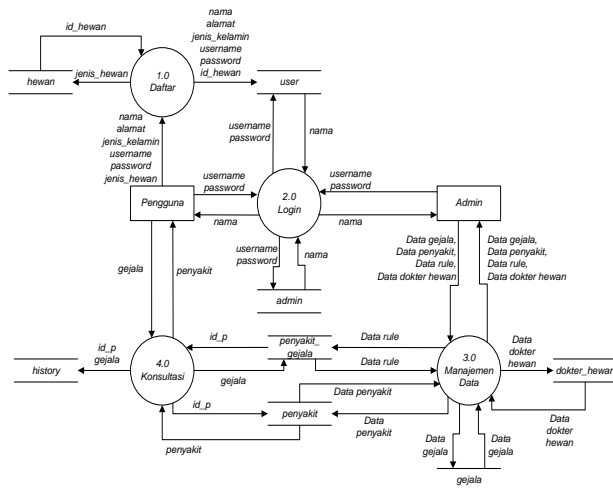 id_hewan
nama
alamat
jenis_kelamin
username
password
id_hewan
hewan
jenis_hewan
1.0
Daftar
user
nama
alamat
jenis_kelamin
username
password
jenis_hewan
username
password
nama
username
password
username
password
Pengguna
2.0
Login
Admin
nama
nama
username
password
nama
admin
gejala
penyakit
Data gejala,
Data penyakit,
Data rule,
Data dokter hewan
Data gejala,
Data penyakit,
Data rule,
Data dokter hewan
id_p
gejala
history
4.0
Konsultasi
id_p
penyakit_
gejala
Data rule
gejala
Data rule
3.0
Manajemen
Data
Data
dokter
hewan
dokter_hewan
Data penyakit
id_p
penyakit
Data
penyakit
penyakit
Data
dokter
hewan
Data
gejala
Data
gejala
gejala